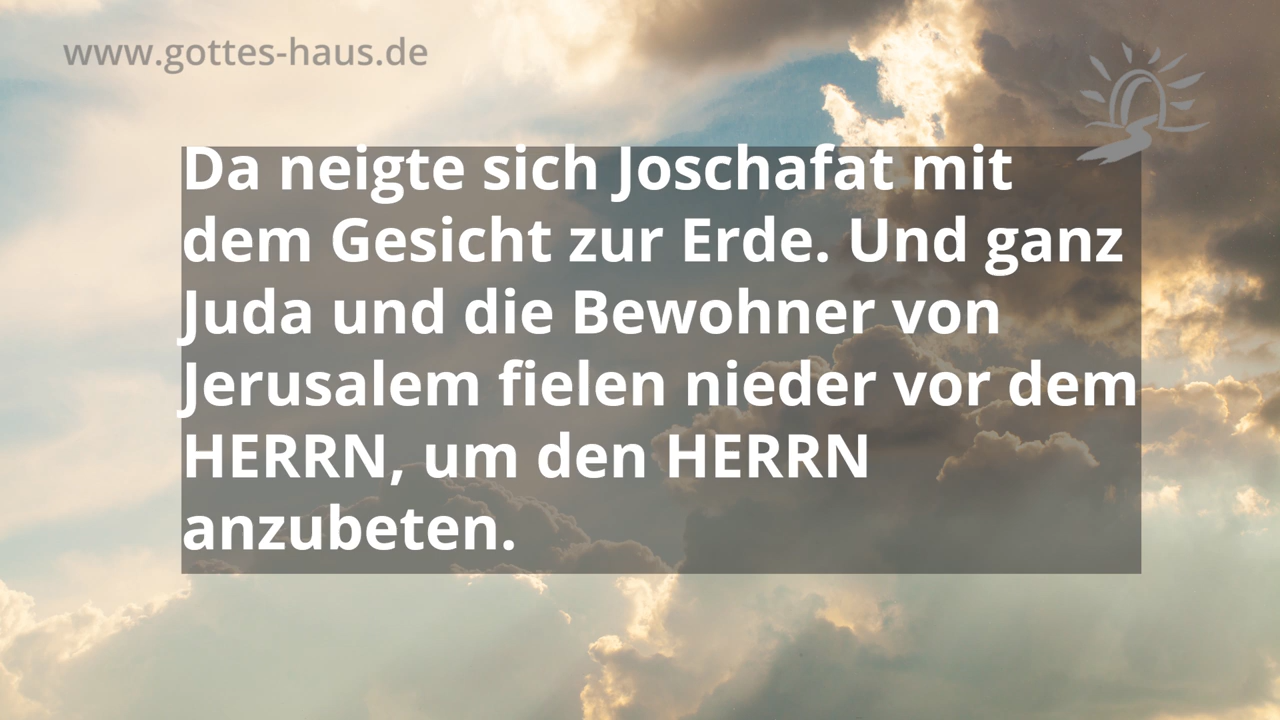 www.gottes-haus.de
Da neigte sich Joschafat mit
dem Gesicht zur Erde. Und ganz
Juda und die Bewohner von
Jerusalem fielen nieder vor dem
HERRN, um den HERRN
anzubeten.